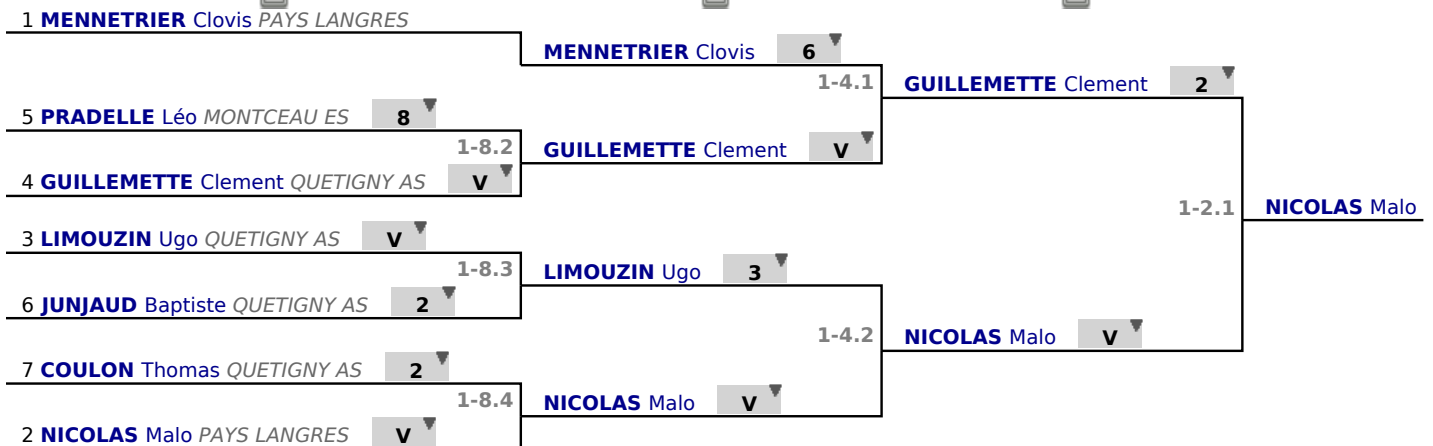 1 MENNETRIER Clovis PAYS LANGRES
MENNETRIER Clovis 6
1-4.1
GUILLEMETTE Clement 2
5 PRADELLE Léo MONTCEAU ES 8
1-8.2
GUILLEMETTE Clement V
4 GUILLEMETTE Clement QUETIGNY AS V
1-2.1
NICOLAS Malo
3 LIMOUZIN Ugo QUETIGNY AS V
1-8.3
LIMOUZIN Ugo 3
6 JUNJAUD Baptiste QUETIGNY AS 2
1-4.2
NICOLAS Malo V
7 COULON Thomas QUETIGNY AS 2
1-8.4
NICOLAS Malo V
2 NICOLAS Malo PAYS LANGRES V